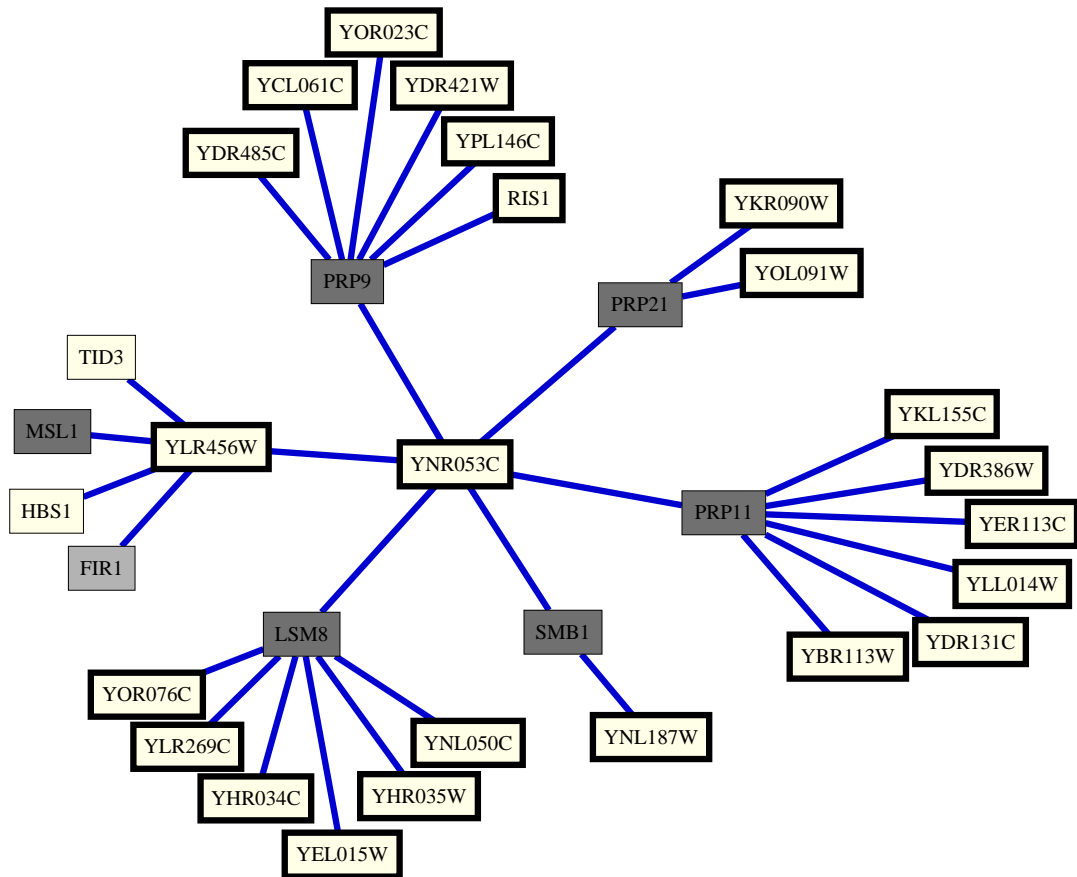 YOR023C
YCL061C
YDR421W
YDR485C
YPL146C
RIS1
YKR090W
PRP9
YOL091W
PRP21
TID3
YKL155C
MSL1
YLR456W
YNR053C
YDR386W
HBS1
PRP11
YER113C
FIR1
YLL014W
LSM8
SMB1
YDR131C
YBR113W
YOR076C
YLR269C
YNL050C
YNL187W
YHR034C
YHR035W
YEL015W